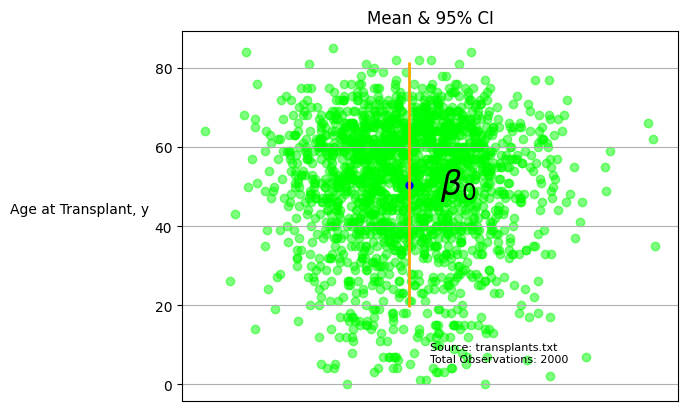 Mean & 95% CI
80
60
40
20
0
Age at Transplant, y
β0
Source: transplants.txt
Total Observations: 2000